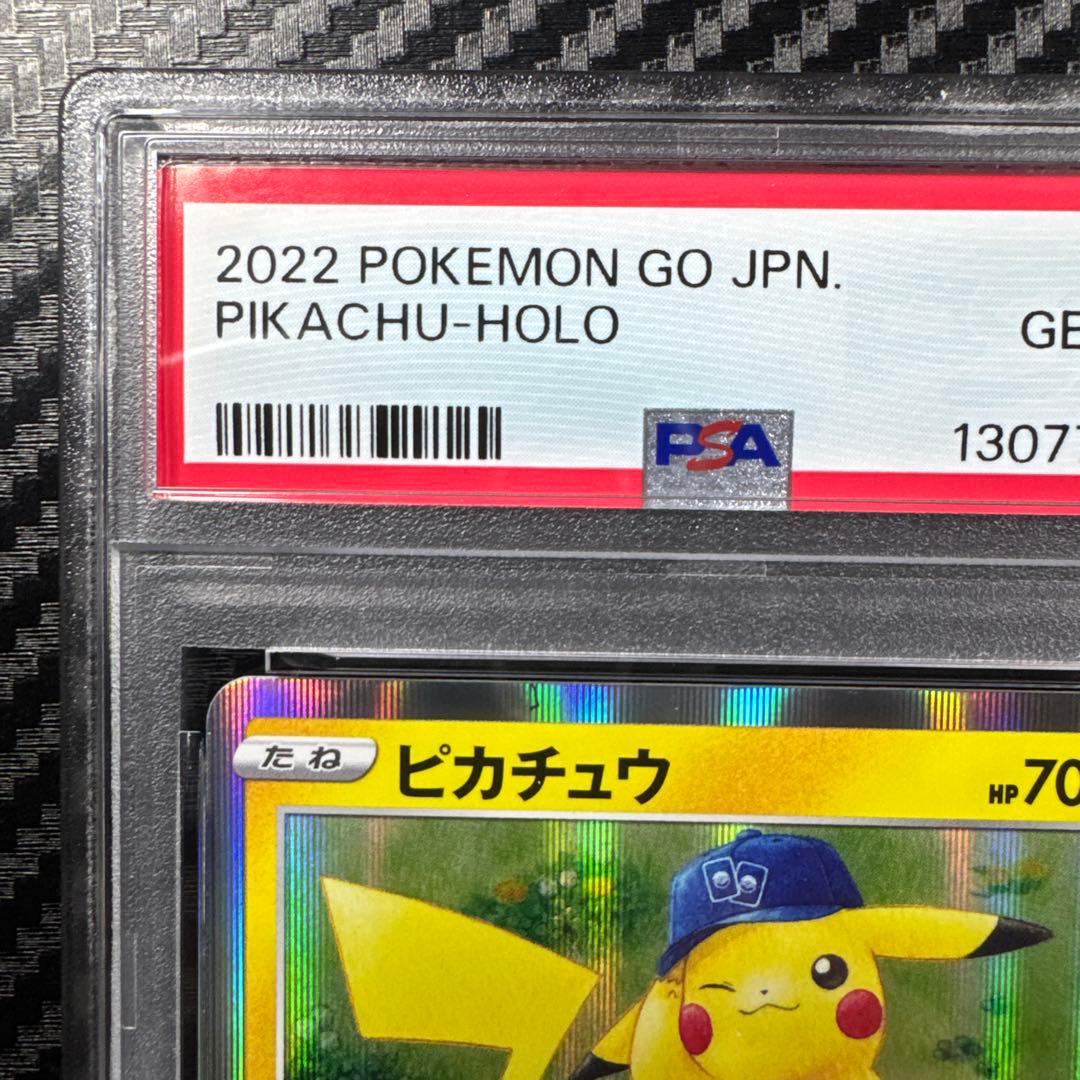 2022 POKEMON GO JPN.
PIKACHU-HOLO
GE
PSA
1307
たね
ピカチュウ
HP70